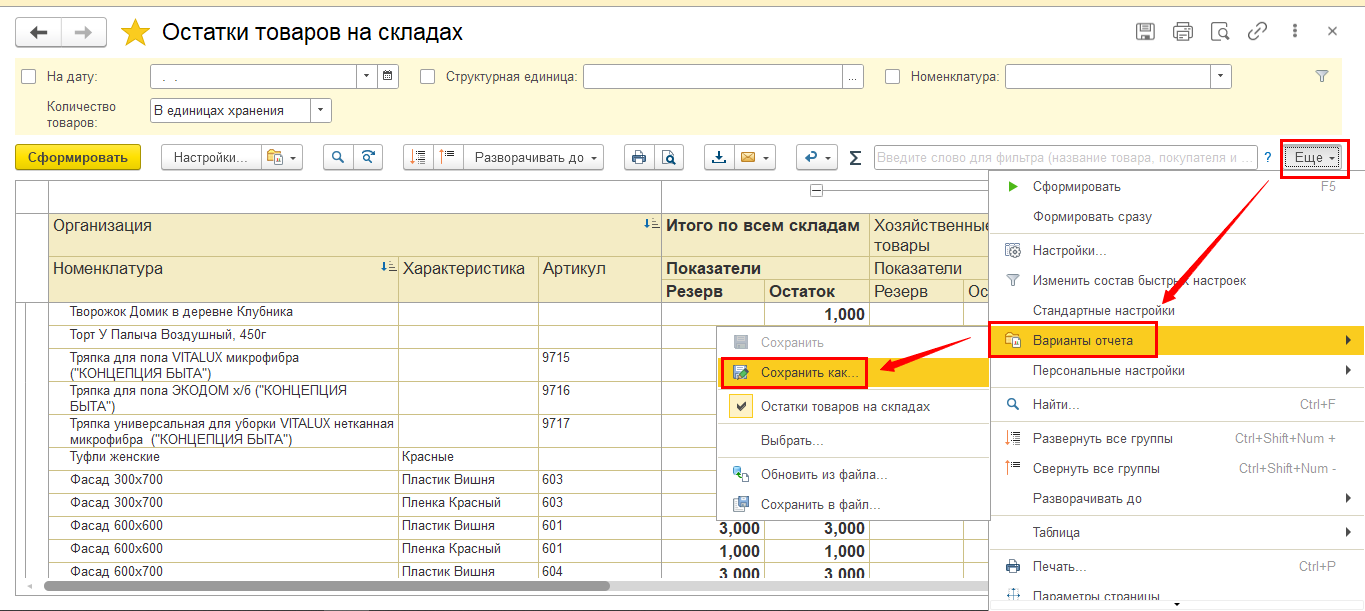 Остатки товаров на складах
На дату:
. .
Структурная единица:
...
Номенклатура:
Количество
товаров:
В единицах хранения
Сформировать
Настройки...
Разворачивать до
Σ
Введите слово для фильтра (название товара, покупателя и ...
?
Еще
Организация
Итого по всем складам
Хозяйственные
товары
Номенклатура
Характеристика
Артикул
Показатели
Показатели
Резерв
Остаток
Резерв
Ос
Творожок Домик в деревне Клубника
1,000
Торт У Палыча Воздушный, 450г
Тряпка для пола VITALUX микрофибра
("КОНЦЕПЦИЯ БЫТА")
9715
Тряпка для пола ЭКОДОМ х/б ("КОНЦЕПЦИЯ
БЫТА")
9716
Тряпка универсальная для уборки VITALUX нетканная
микрофибра ("КОНЦЕПЦИЯ БЫТА")
9717
Туфли женские
Красные
Фасад 300х700
Пластик Вишня
603
Фасад 300х700
Пленка Красный
603
Фасад 600х600
Пластик Вишня
601
3,000
3,000
Фасад 600х600
Пленка Красный
601
1,000
1,000
Фасад 600х700
Пластик Вишня
604
3,000
3,000
Сохранить
Сохранить как...
Остатки товаров на складах
Выбрать...
Обновить из файла...
Сохранить в файл...
Сформировать
F5
Формировать сразу
Настройки...
Изменить состав быстрых настроек
Стандартные настройки
Варианты отчета
Персональные настройки
Найти...
Ctrl+F
Развернуть все группы
Ctrl+Shift+Num +
Свернуть все группы
Ctrl+Shift+Num -
Разворачивать до
Таблица
Печать...
Ctrl+P
Параметры страницы